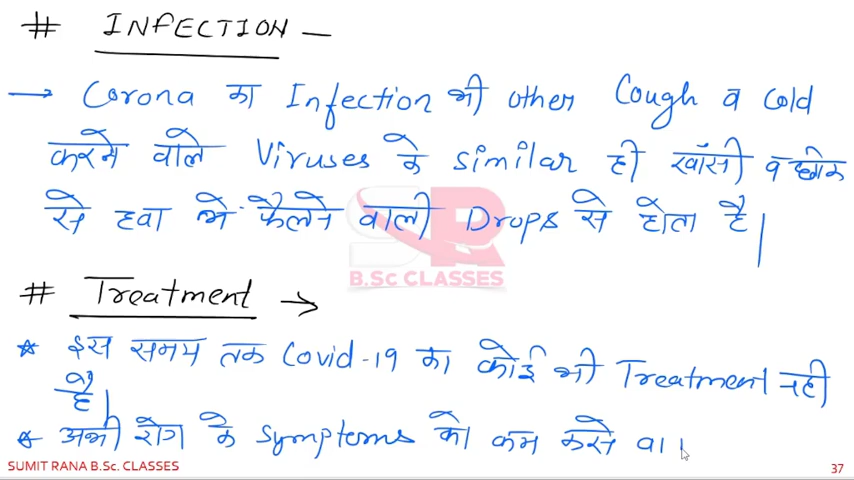 # INFECTION –
→ Corona का Infection भी other Cough व Cold
करने वाले Viruses के similar ही खाँसी व छींक
से हवा में फैलने वाली Drops से होता है।
R
B.Sc CLASSES
# Treatment →
* इस समय तक Covid-19 का कोई भी Treatment नही
है।
* अभी रोग के Symptoms को कम करने वा
SUMIT RANA B.Sc. CLASSES
37